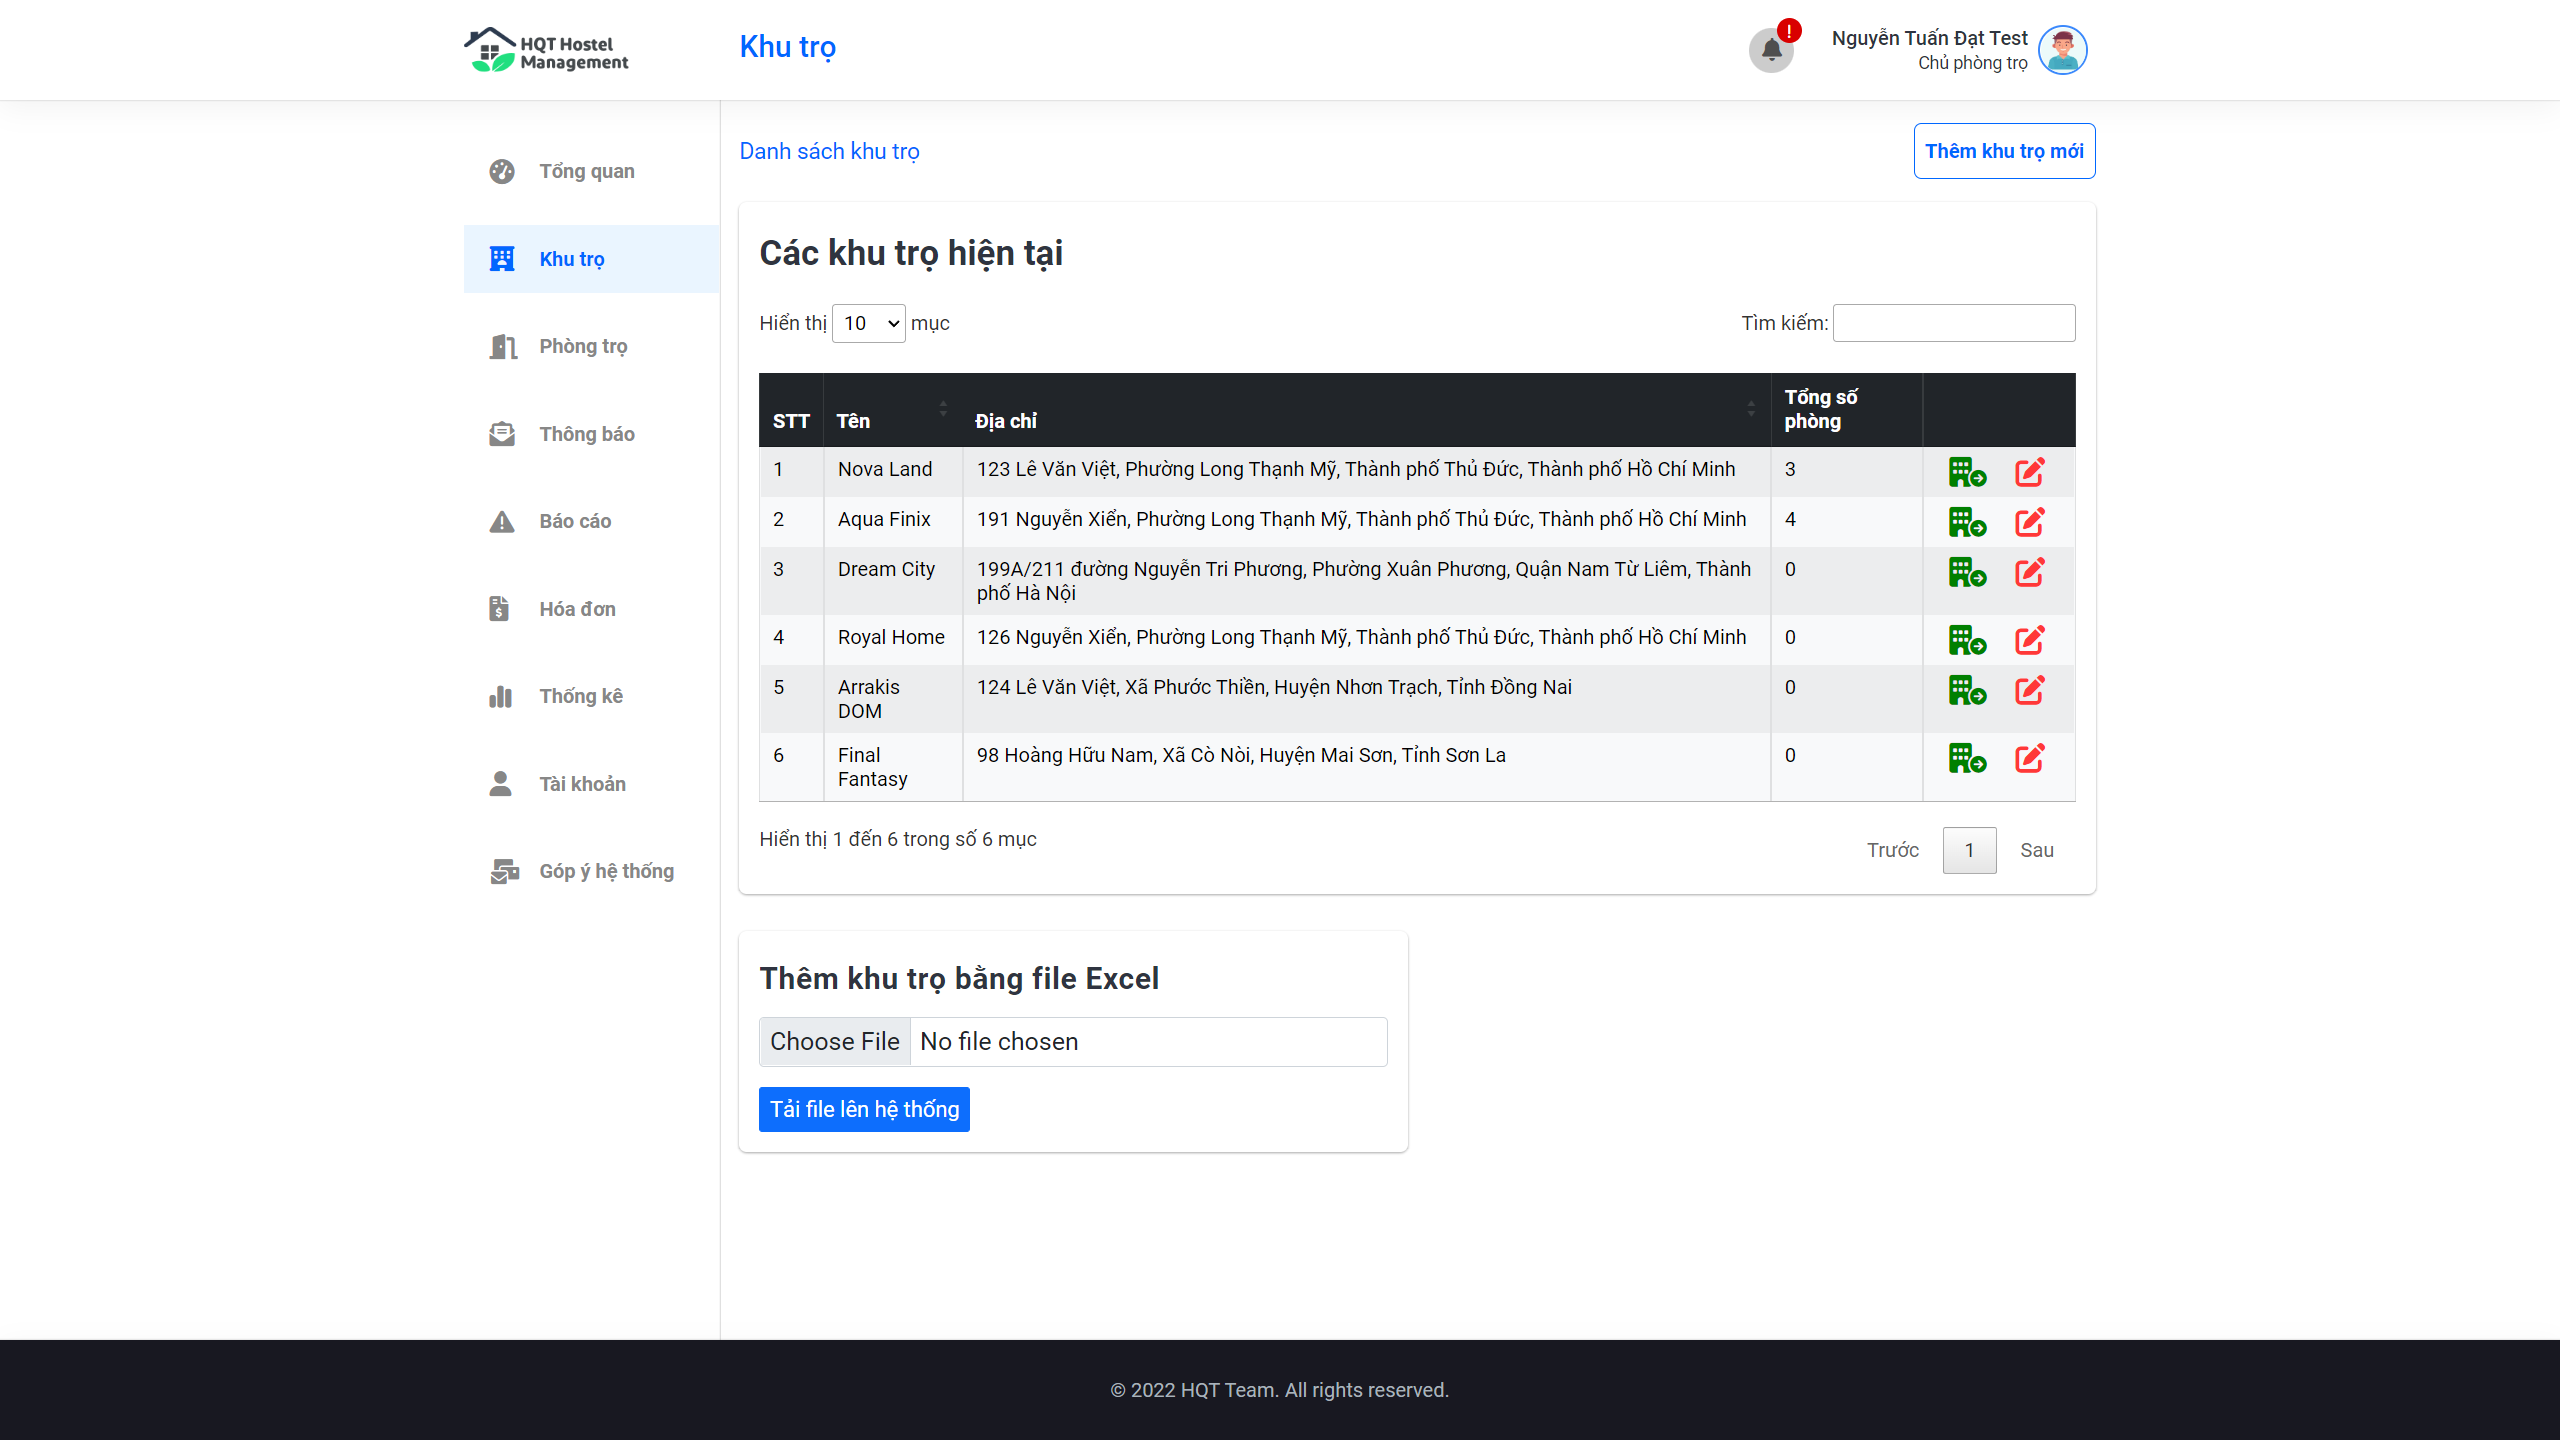 HQT Hostel
Management
Khu trọ
!
Nguyễn Tuấn Đạt Test
Chủ phòng trọ
Tổng quan
Khu trọ
Phòng trọ
Thông báo
Báo cáo
Hóa đơn
Thống kê
Tài khoản
Góp ý hệ thống
Danh sách khu trọ
Thêm khu trọ mới
Các khu trọ hiện tại
Hiển thị 10 mục
Tìm kiếm:
STT Tên Địa chỉ Tổng số phòng
1 Nova Land 123 Lê Văn Việt, Phường Long Thạnh Mỹ, Thành phố Thủ Đức, Thành phố Hồ Chí Minh 3
2 Aqua Finix 191 Nguyễn Xiển, Phường Long Thạnh Mỹ, Thành phố Thủ Đức, Thành phố Hồ Chí Minh 4
3 Dream City 199A/211 đường Nguyễn Tri Phương, Phường Xuân Phương, Quận Nam Từ Liêm, Thành phố Hà Nội 0
4 Royal Home 126 Nguyễn Xiển, Phường Long Thạnh Mỹ, Thành phố Thủ Đức, Thành phố Hồ Chí Minh 0
5 Arrakis DOM 124 Lê Văn Việt, Xã Phước Thiền, Huyện Nhơn Trạch, Tỉnh Đồng Nai 0
6 Final Fantasy 98 Hoàng Hữu Nam, Xã Cò Nòi, Huyện Mai Sơn, Tỉnh Sơn La 0
Hiển thị 1 đến 6 trong số 6 mục
Trước 1 Sau
Thêm khu trọ bằng file Excel
Choose File No file chosen
Tải file lên hệ thống
© 2022 HQT Team. All rights reserved.